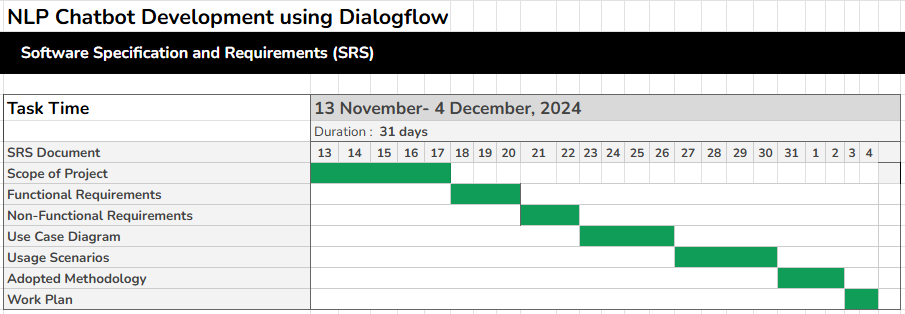 NLP Chatbot Development using Dialogflow
Software Specification and Requirements (SRS)
Task Time 13 November- 4 December, 2024
Duration : 31 days
SRS Document 13 14 15 16 17 18 19 20 21 22 23 24 25 26 27 28 29 30 31 1 2 3 4
Scope of Project
Functional Requirements
Non-Functional Requirements
Use Case Diagram
Usage Scenarios
Adopted Methodology
Work Plan